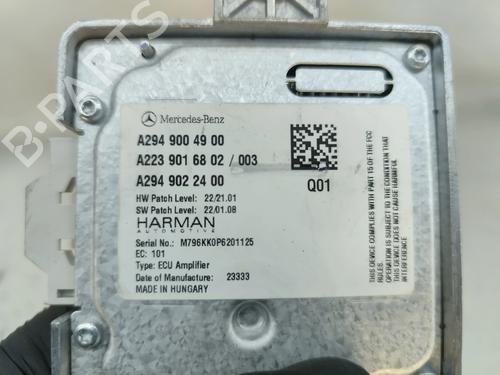 B-PARTS
Mercedes-Benz
A294 900 49 00
A223 901 68 02 / 003
A294 902 24 00
Q01
HW Patch Level: 22/21.01
SW Patch Level: 22/01.08
HARMAN
AUTOMOTIVE
Serial No.: M796KK0P6201125
EC: 101
Type: ECU Amplifier
Date of Manufacture: 23333
MADE IN HUNGARY
THIS DEVICE COMPLIES WITH PART 15 OF THE FCC
RULES.
OPERATION IS SUBJECT TO THE CONDITION THAT
THIS DEVICE DOES NOT CAUSE HARMFUL
INTERFERENCE